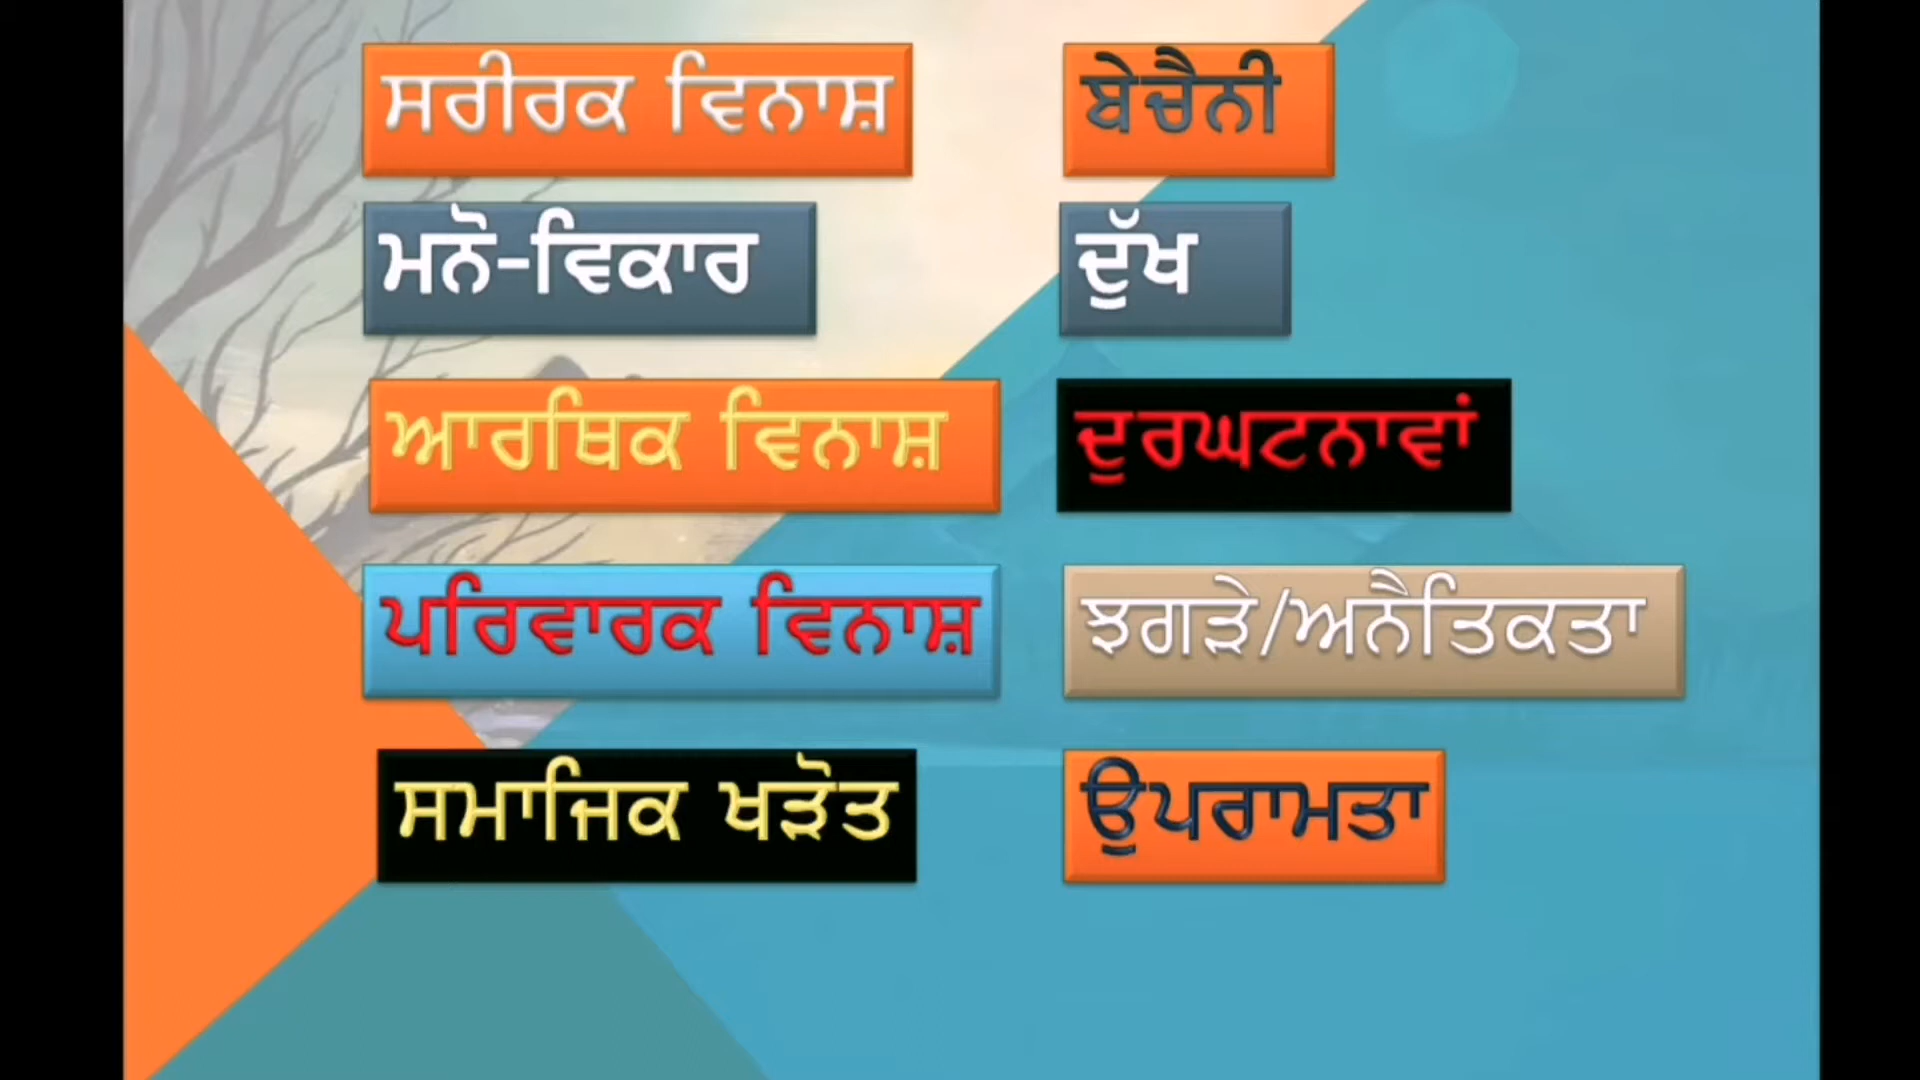 ਸਰੀਰਕ ਵਿਨਾਸ਼
ਬੇਚੈਨੀ
ਮਨੋ-ਵਿਕਾਰ
ਦੁੱਖ
ਆਰਥਿਕ ਵਿਨਾਸ਼
ਦੁਰਘਟਨਾਵਾਂ
ਪਰਿਵਾਰਕ ਵਿਨਾਸ਼
ਝਗੜੇ/ਅਨੈਤਿਕਤਾ
ਸਮਾਜਿਕ ਖੜੋਤ
ਉਪਰਾਮਤਾ